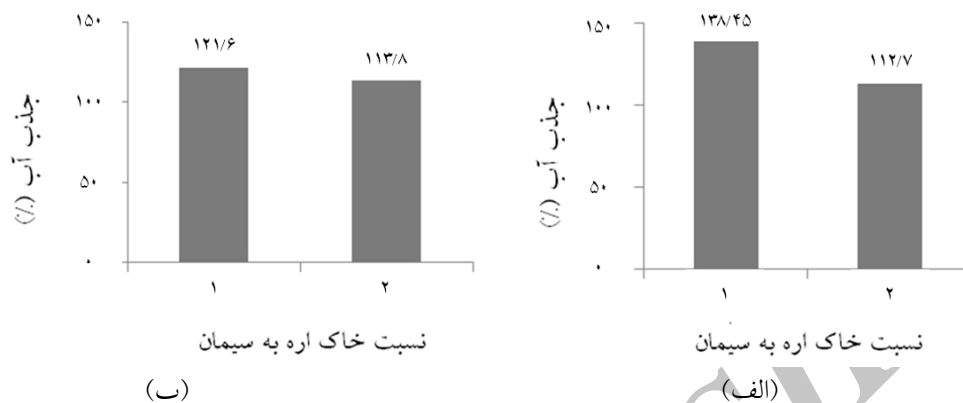 جذب آب (٪)
۱۵۰
۱۰۰
۵۰
۰
۱۳۸/۴۵
۱۱۲/۷
۱
۲
نسبت خاک اره به سیمان
(الف)
جذب آب (٪)
۱۵۰
۱۰۰
۵۰
۰
۱۲۱/۶
۱۱۳/۸
۱
۲
نسبت خاک اره به سیمان
(ب)